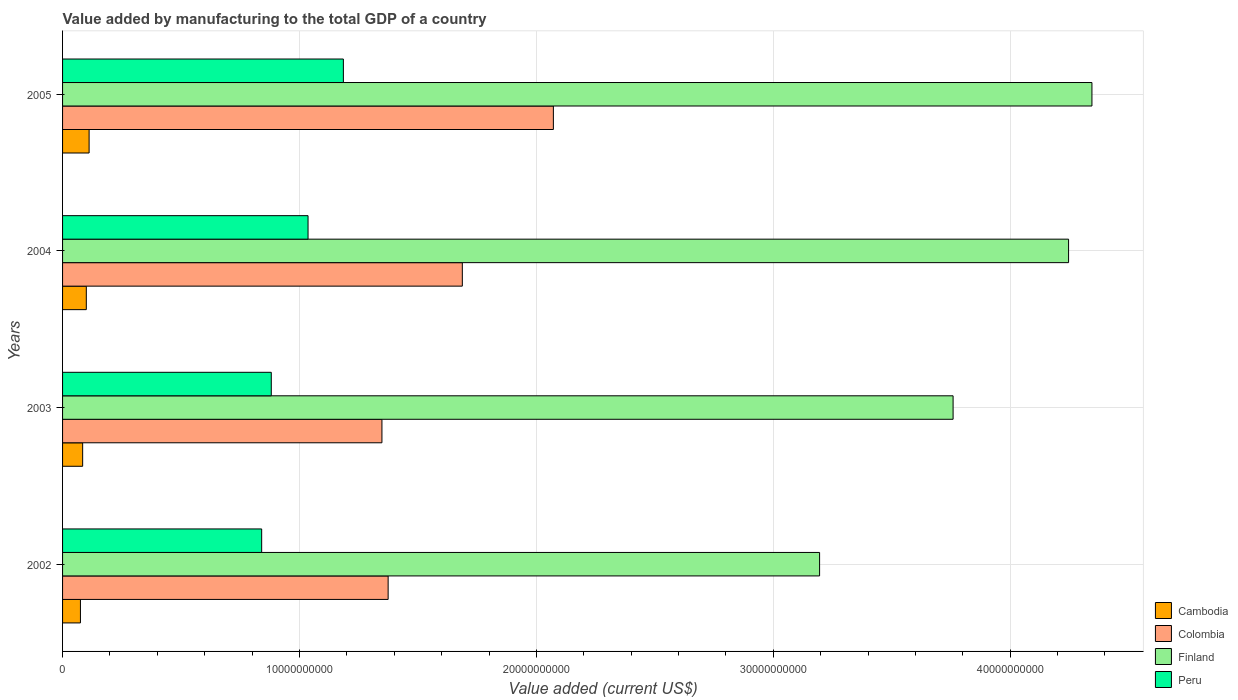 Value added by manufacturing to the total GDP of a country
2005
2004
2003
2002
Years
0
10000000000
20000000000
30000000000
40000000000
Value added (current US$)
Cambodia
Colombia
Finland
Peru